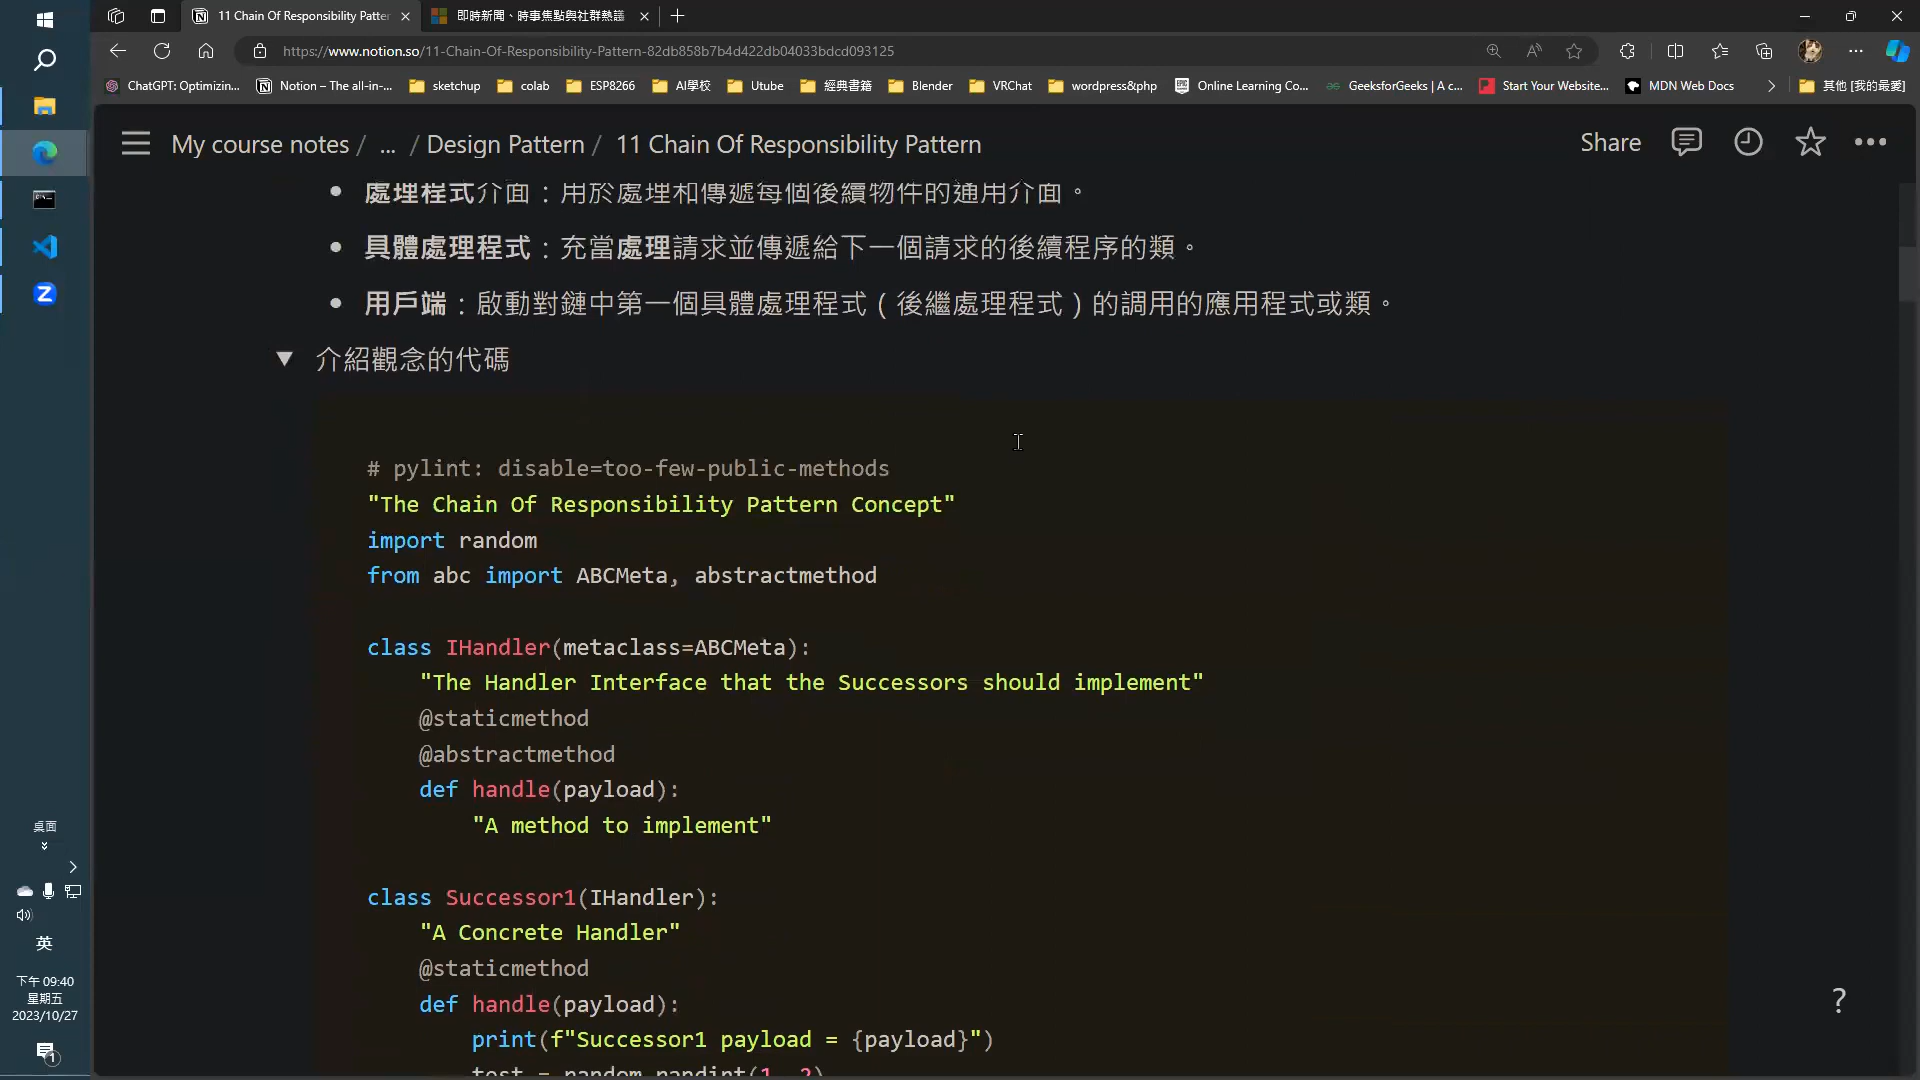 11 Chain Of Responsibility Patter
即時新聞、時事焦點與社群熱議
https://www.notion.so/11-Chain-Of-Responsibility-Pattern-82db858b7b4d422db04033bdcd093125
ChatGPT: Optimizin...
Notion – The all-in-...
sketchup
colab
ESP8266
AI學校
Utube
經典書籍
Blender
VRChat
wordpress&php
Online Learning Co...
GeeksforGeeks | A c...
Start Your Website...
MDN Web Docs
其他 [我的最愛]
My course notes / ... / Design Pattern / 11 Chain Of Responsibility Pattern
Share
處理程式介面：用於處理和傳遞每個後續物件的通用介面。
具體處理程式：充當處理請求並傳遞給下一個請求的後續程序的類。
用戶端：啟動對鏈中第一個具體處理程式（後繼處理程式）的調用的應用程式或類。
介紹觀念的代碼
# pylint: disable=too-few-public-methods
"The Chain Of Responsibility Pattern Concept"
import random
from abc import ABCMeta, abstractmethod
class IHandler(metaclass=ABCMeta):
"The Handler Interface that the Successors should implement"
@staticmethod
@abstractmethod
def handle(payload):
"A method to implement"
class Successor1(IHandler):
"A Concrete Handler"
@staticmethod
def handle(payload):
print(f"Successor1 payload = {payload}")
test = random.randint(1, 2)
桌面
英
下午 09:40
星期五
2023/10/27
1
?